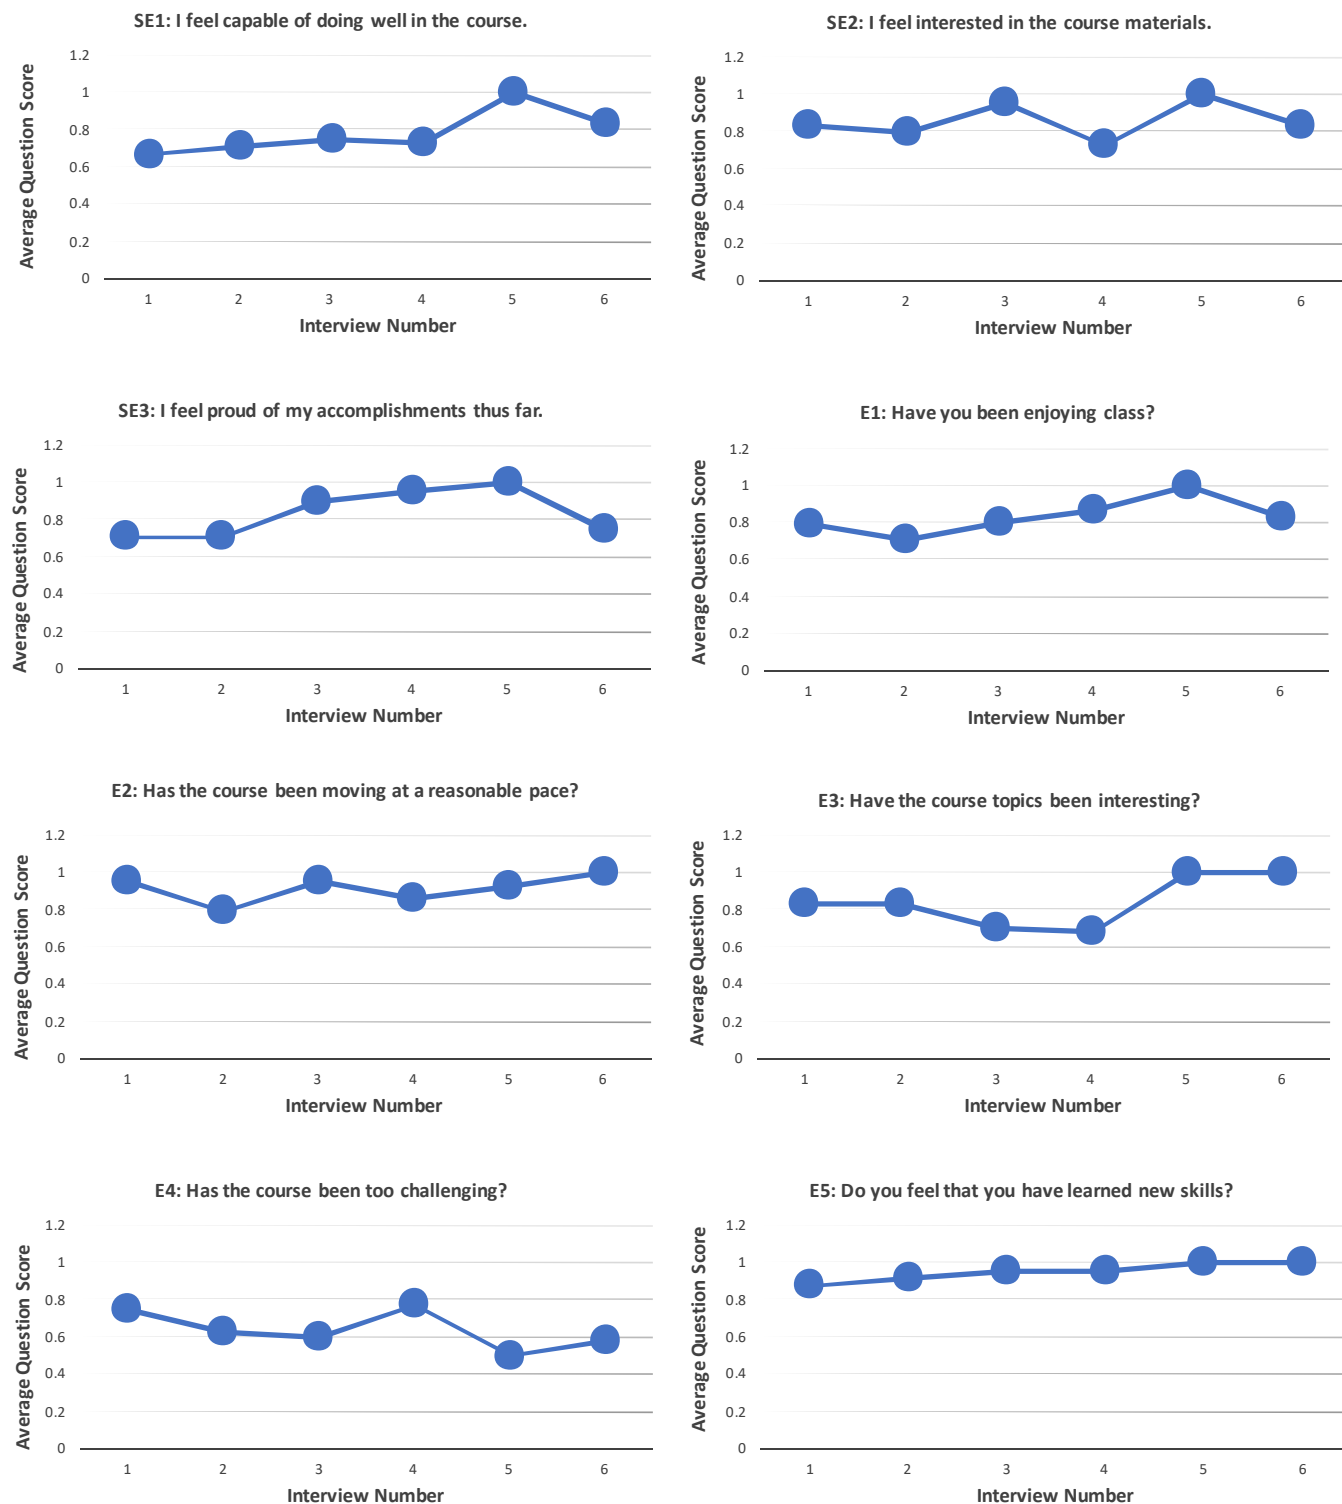 SE1: I feel capable of doing well in the course.
Average Question Score
1.2
1
0.8
0.6
0.4
0.2
0
1 2 3 4 5 6
Interview Number
SE2: I feel interested in the course materials.
Average Question Score
1.2
1
0.8
0.6
0.4
0.2
0
1 2 3 4 5 6
Interview Number
SE3: I feel proud of my accomplishments thus far.
Average Question Score
1.2
1
0.8
0.6
0.4
0.2
0
1 2 3 4 5 6
Interview Number
E1: Have you been enjoying class?
Average Question Score
1.2
1
0.8
0.6
0.4
0.2
0
1 2 3 4 5 6
Interview Number
E2: Has the course been moving at a reasonable pace?
Average Question Score
1.2
1
0.8
0.6
0.4
0.2
0
1 2 3 4 5 6
Interview Number
E3: Have the course topics been interesting?
Average Question Score
1.2
1
0.8
0.6
0.4
0.2
0
1 2 3 4 5 6
Interview Number
E4: Has the course been too challenging?
Average Question Score
1.2
1
0.8
0.6
0.4
0.2
0
1 2 3 4 5 6
Interview Number
E5: Do you feel that you have learned new skills?
Average Question Score
1.2
1
0.8
0.6
0.4
0.2
0
1 2 3 4 5 6
Interview Number